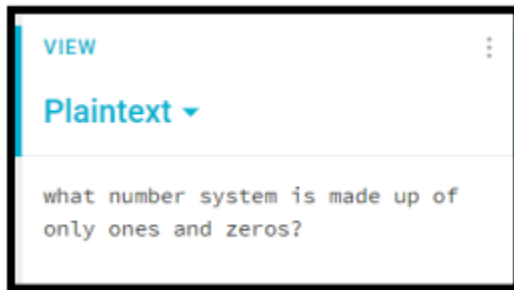 VIEW
Plaintext
what number system is made up of
only ones and zeros?